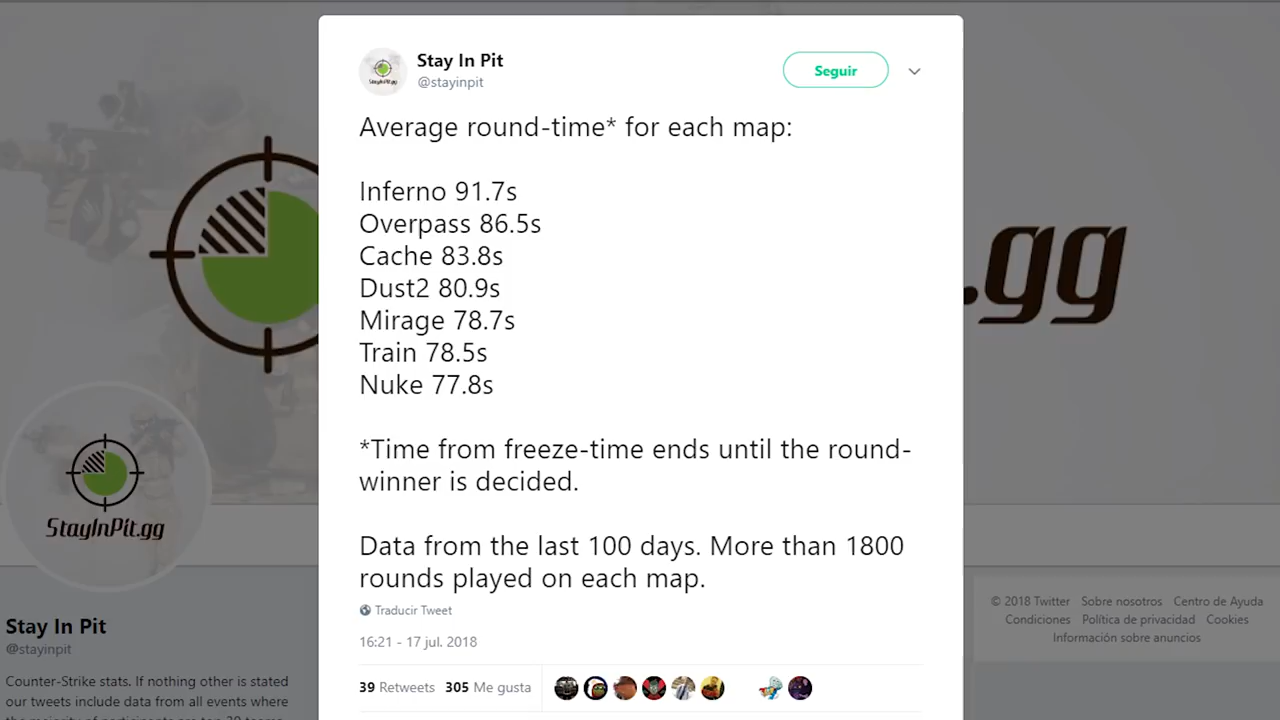 Stay In Pit
@stayinpit
Seguir
Average round-time* for each map:
Inferno 91.7s
Overpass 86.5s
Cache 83.8s
Dust2 80.9s
Mirage 78.7s
Train 78.5s
Nuke 77.8s
*Time from freeze-time ends until the round-
winner is decided.
Data from the last 100 days. More than 1800
rounds played on each map.
Traducir Tweet
16:21 - 17 jul. 2018
39 Retweets 305 Me gusta
.gg
StayInPit.gg
Stay In Pit
@stayinpit
Counter-Strike stats. If nothing other is stated
our tweets include data from all events where
© 2018 Twitter Sobre nosotros Centro de Ayuda
Condiciones Política de privacidad Cookies
Información sobre anuncios